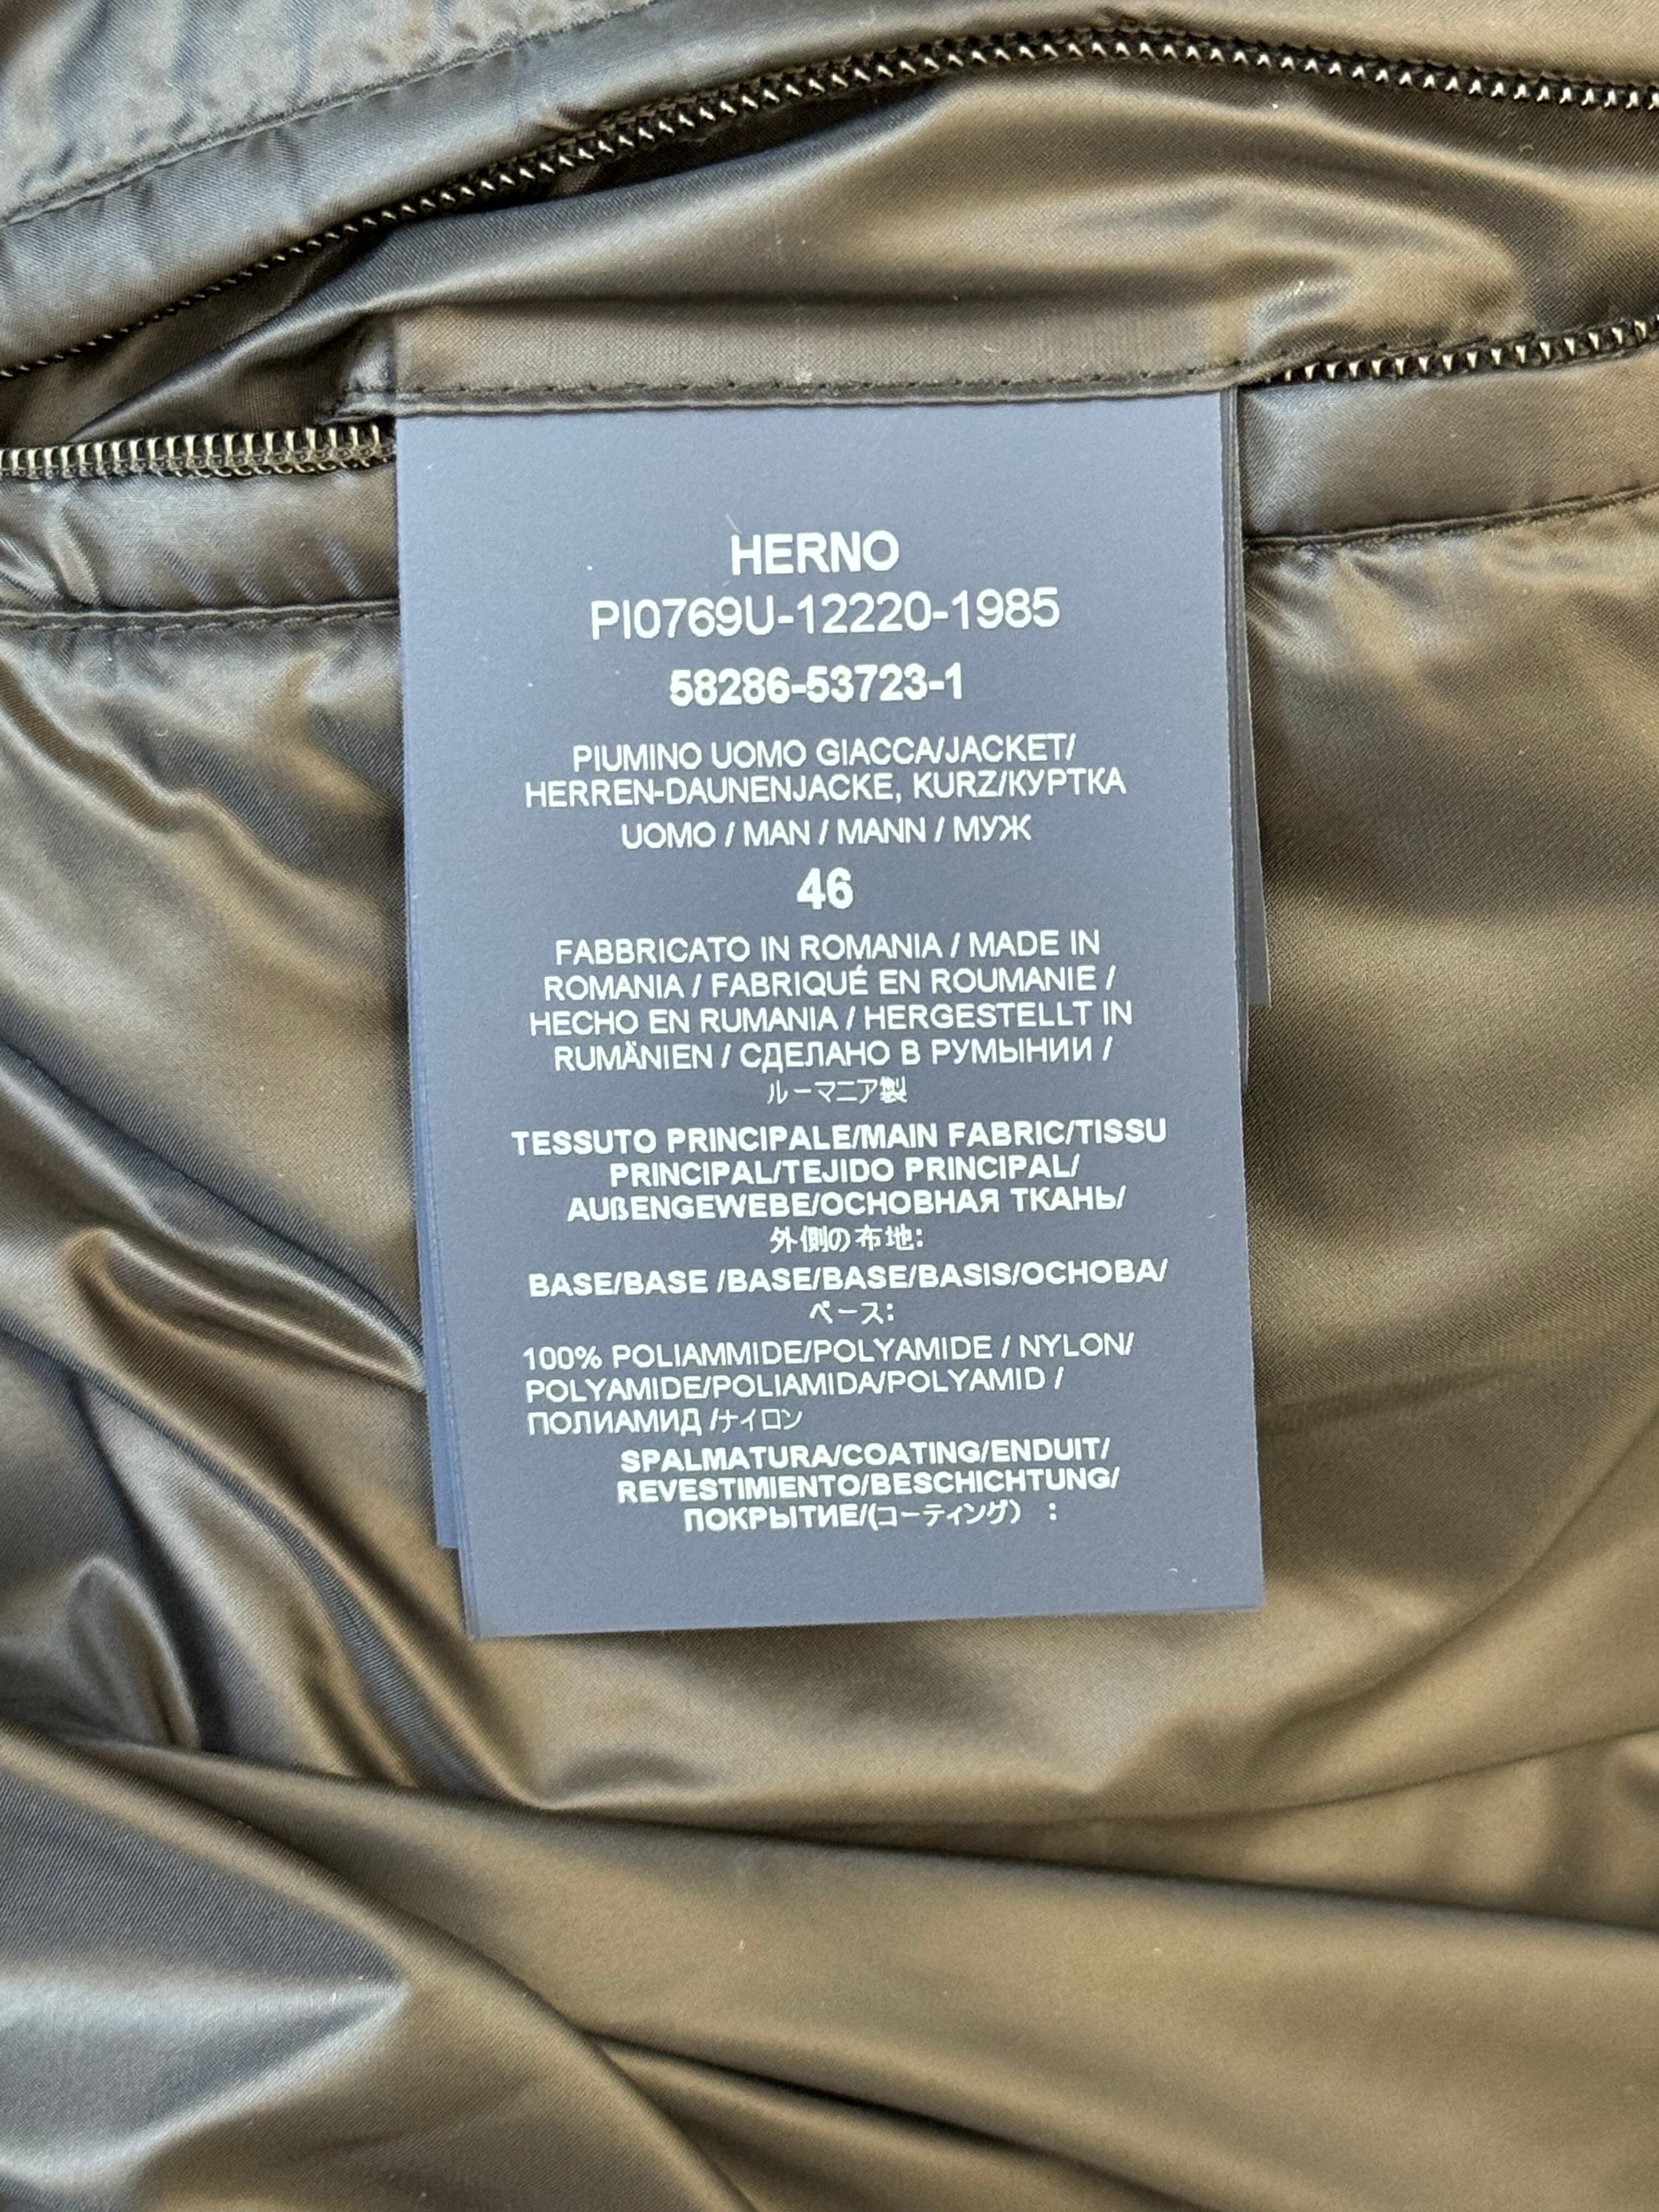 HERNO
PI0769U-12220-1985
58286-53723-1
PIUMINO UOMO GIACCA/JACKET/
HERREN-DAUNENJACKE, KURZ/КУРТКА
UOMO / MAN / MANN / МУЖ
46
FABBRICATO IN ROMANIA / MADE IN
ROMANIA / FABRIQUÉ EN ROUMANIE /
HECHO EN RUMANIA / HERGESTELLT IN
RUMÄNIEN / СДЕЛАНО В РУМЫНИИ /
ルーマニア製
TESSUTO PRINCIPALE/MAIN FABRIC/TISSU
PRINCIPAL/TEJIDO PRINCIPAL/
AUßENGEWEBE/ОСНОВНАЯ ТКАНЬ/
外側の布地:
BASE/BASE /BASE/BASE/BASIS/ОСНОВА/
ベース:
100% POLIAMMIDE/POLYAMIDE / NYLON/
POLYAMIDE/POLIAMIDA/POLYAMID /
ПОЛИАМИД /ナイロン
SPALMATURA/COATING/ENDUIT/
REVESTIMIENTO/BESCHICHTUNG/
ПОКРЫТИЕ/(コーティング） :